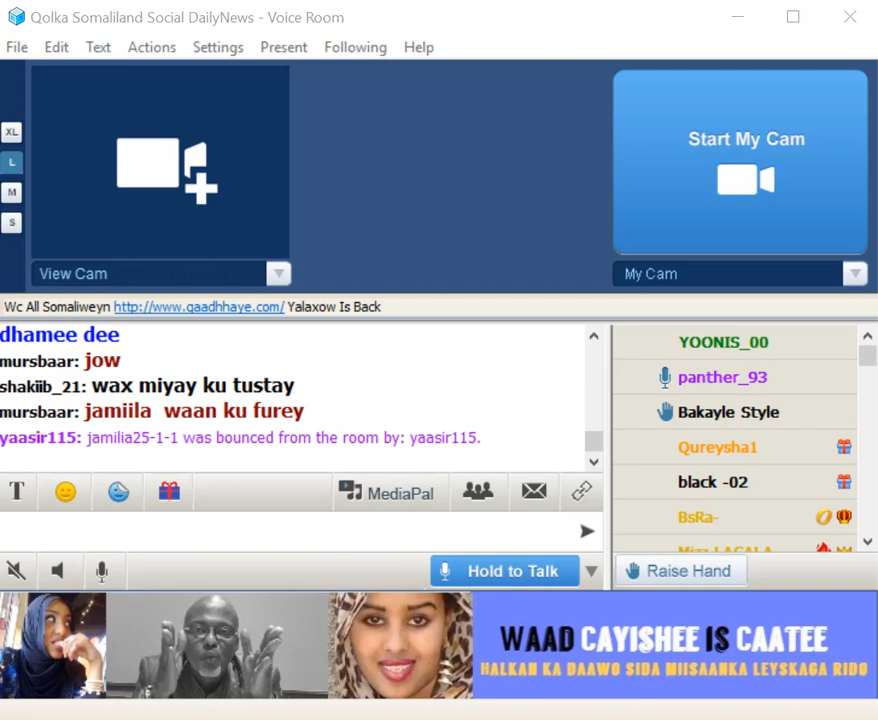 Qolka Somaliland Social DailyNews - Voice Room
File Edit Text Actions Settings Present Following Help
XL
L
M
S
Start My Cam
View Cam
My Cam
Wc All Somaliweyn http://www.qaadhhaye.com/ Yalaxow Is Back
dhamee dee
mursbaar: jow
shakiib_21: wax miyay ku tustay
mursbaar: jamiila waan ku furey
yaasir115: jamilia25-1-1 was bounced from the room by: yaasir115.
YOONIS_00
panther_93
Bakayle Style
Qureysha1
black -02
BsRa-
T
MediaPal
Hold to Talk
Raise Hand
WAAD CAYISHEE IS CAATEE
HALKAN KA DAAWO SIDA MIISAANKA LEYSKAGA RIDO